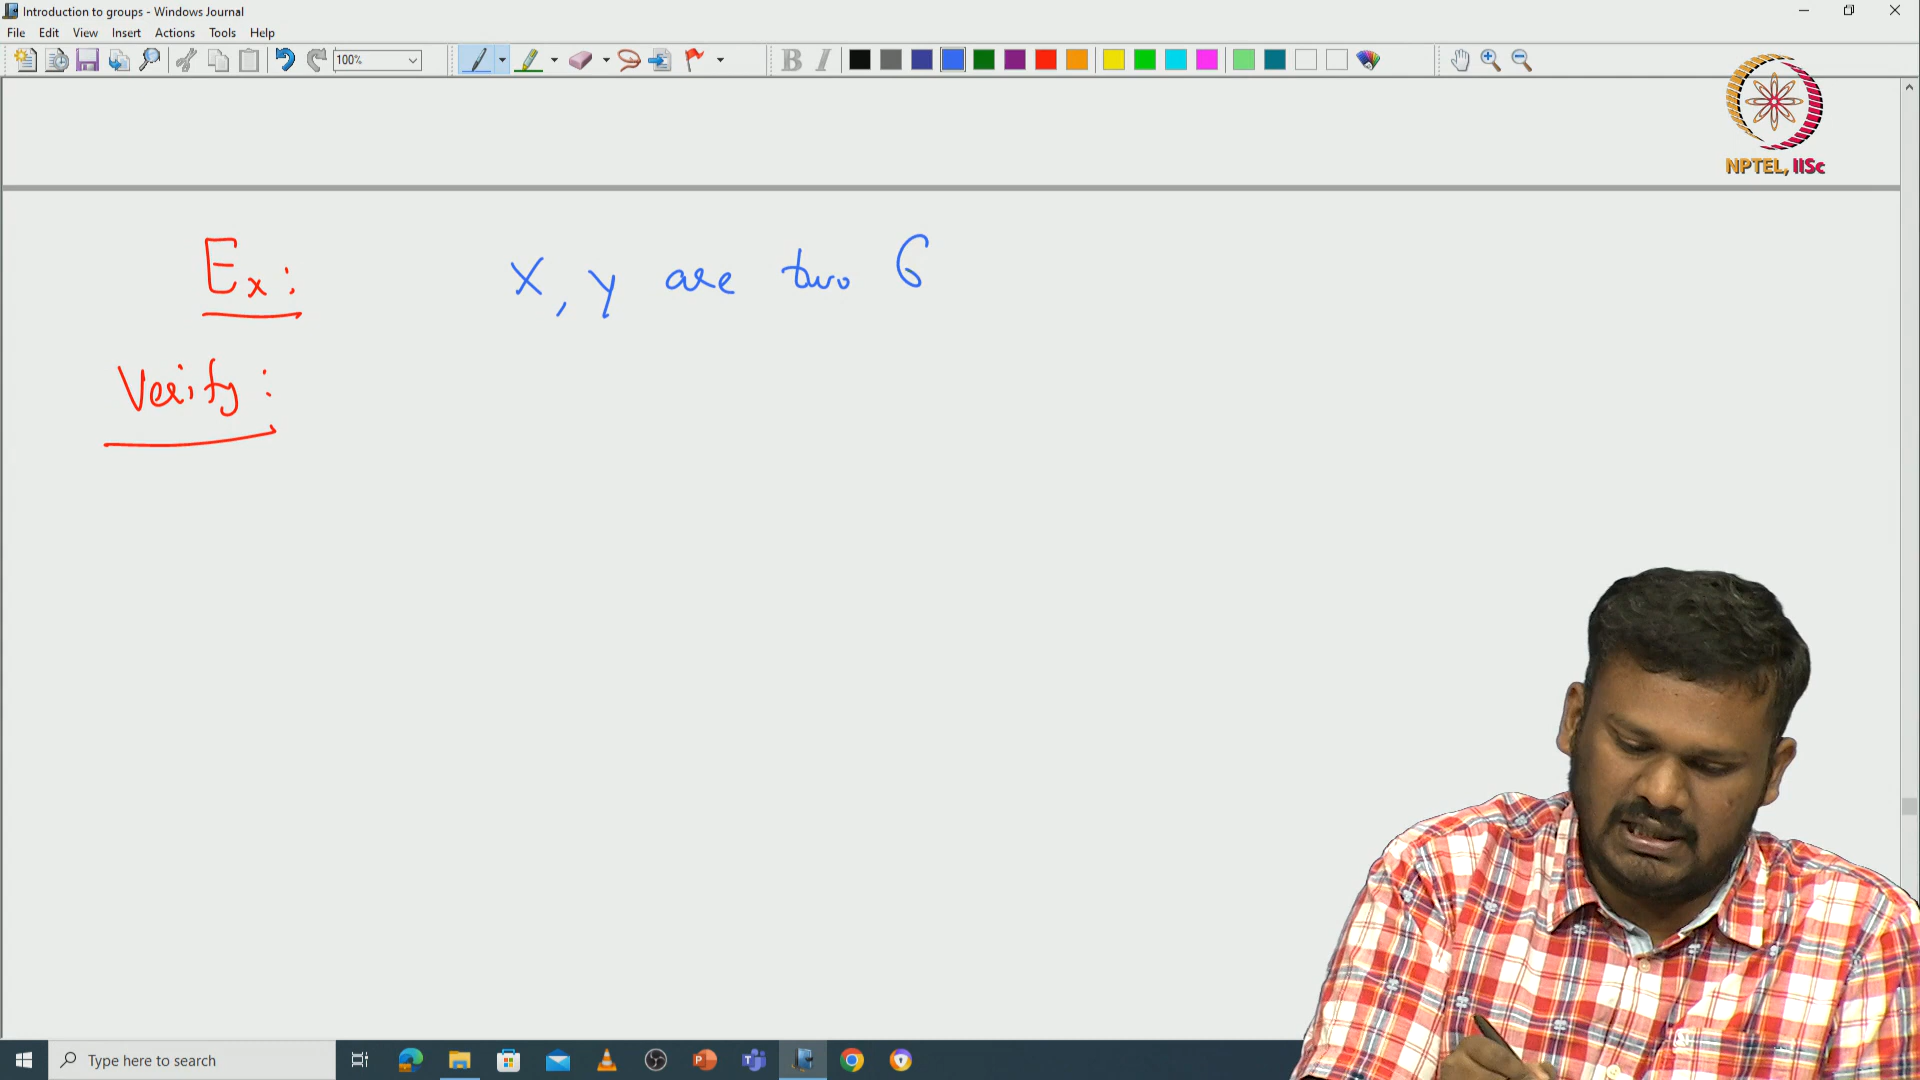 Introduction to groups - Windows Journal
File Edit View Insert Actions Tools Help
100%
B I
NPTEL, IISc
Ex: X, y are two G
Verify:
Type here to search